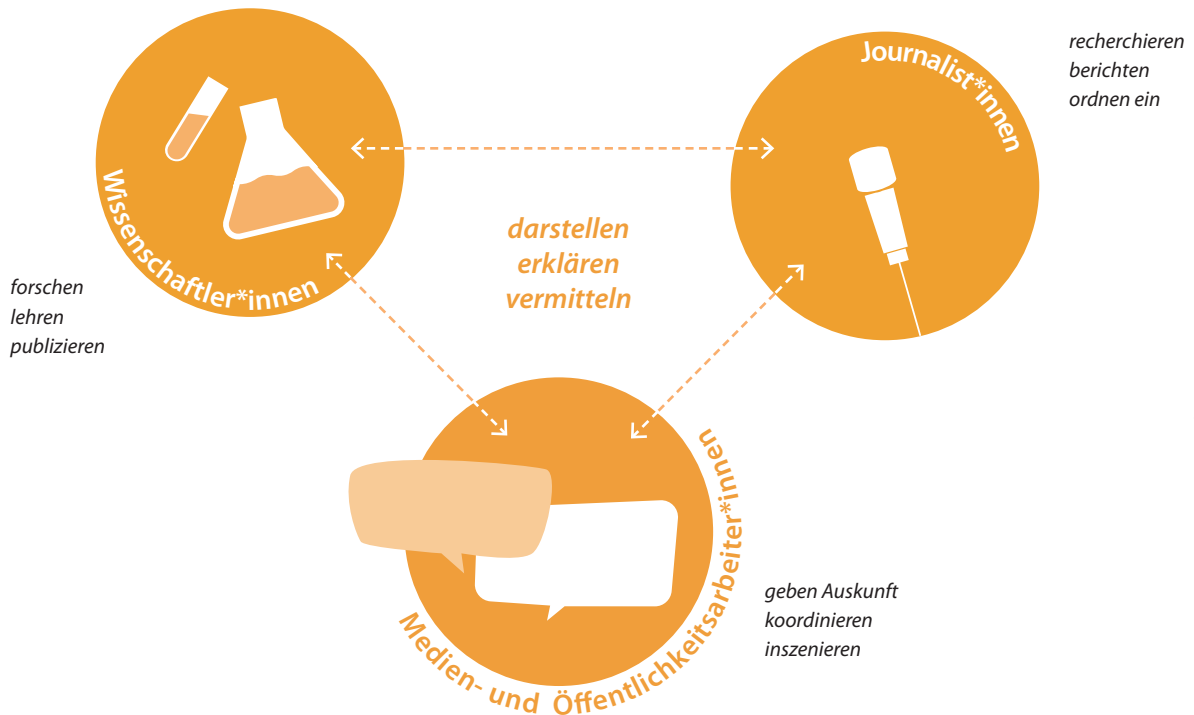 Journalist*innen
recherchieren
berichten
ordnen ein
Wissenschaftler*innen
forschen
lehren
publizieren
darstellen
erklären
vermitteln
Medien- und Öffentlichkeitsarbeiter*innen
geben Auskunft
koordinieren
inszenieren